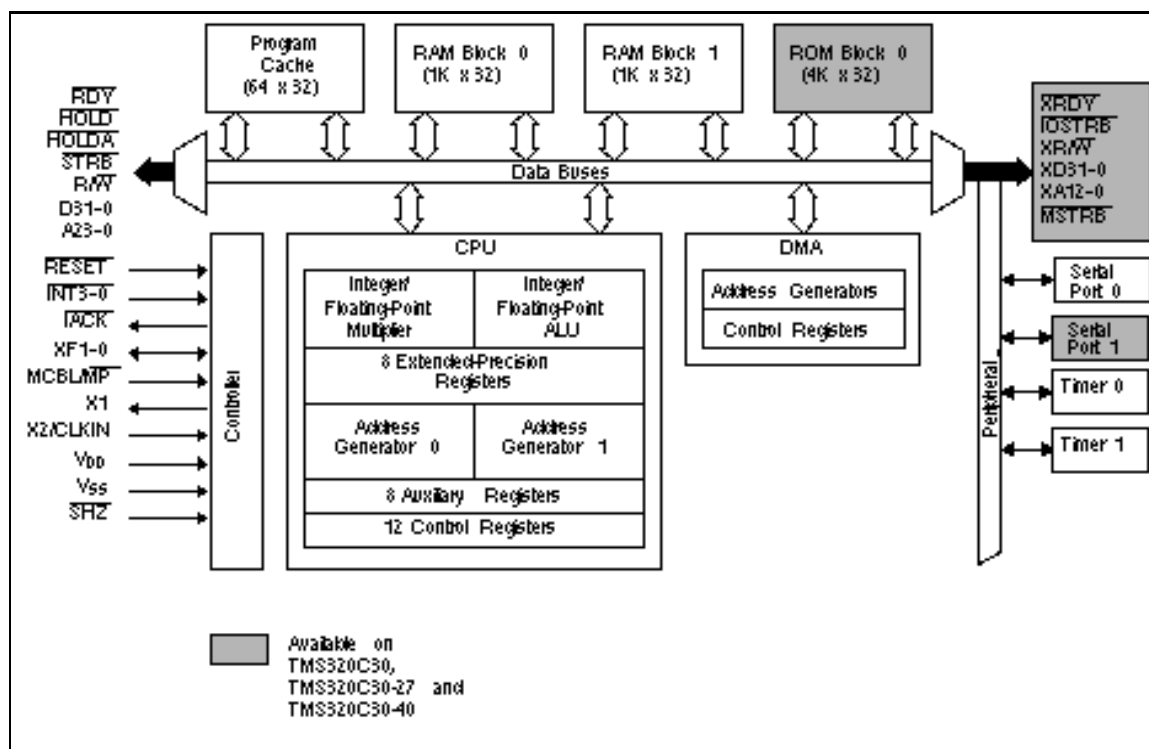 Program
Cache
(64 x 32)
RAM Block 0
(1K x 32)
RAM Block 1
(1K x 32)
ROM Block 0
(4K x 32)
RDY
HOLD
HOLDA
STRB
R/W
D31-0
A23-0
Data Buses
XRDY
IOSTRB
XR/W
XD31-0
XA12-0
MSTRB
RESET
INT3-0
IACK
XF1-0
MCBL/MP
X1
X2/CLKIN
VDD
VSS
SHZ
Controller
CPU
Integer/
Floating-Point
Multiplier
Integer/
Floating-Point
ALU
8 Extended-Precision
Registers
Address
Generator 0
Address
Generator 1
8 Auxiliary Registers
12 Control Registers
DMA
Address Generators
Control Registers
Peripheral
Serial
Port 0
Serial
Port 1
Timer 0
Timer 1
Available on
TMS320C30,
TMS320C30-27 and
TMS320C30-40